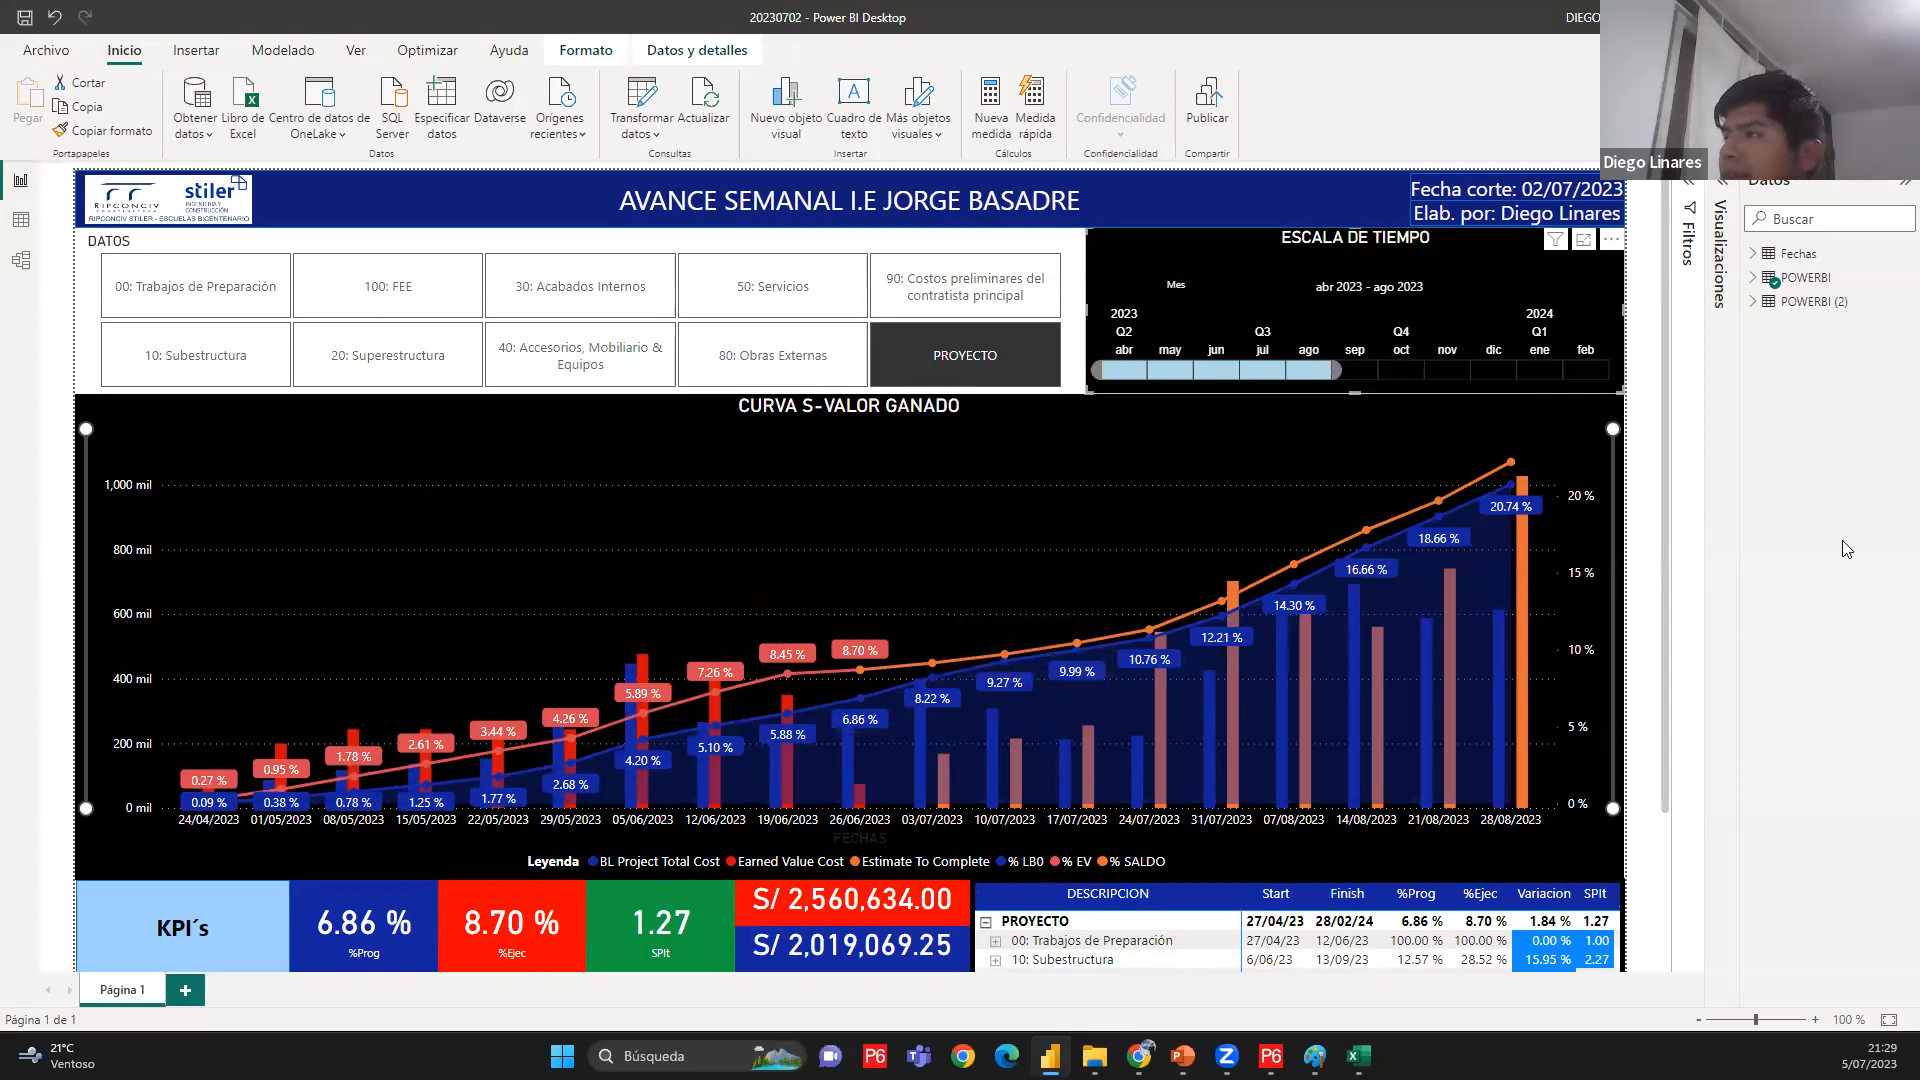 20230702 - Power BI Desktop
DIEGO
Archivo Inicio Insertar Modelado Ver Optimizar Ayuda Formato Datos y detalles
Pegar
Cortar
Copia
Copiar formato
Portapapeles
Obtener datos
Libro de Excel
Centro de datos de OneLake
SQL Server
Especificar datos
Dataverse
Orígenes recientes
Datos
Transformar datos
Actualizar
Consultas
Nuevo objeto visual
Cuadro de texto
Más objetos visuales
Insertar
Nueva medida
Medida rápida
Cálculos
Confidencialidad
Confidencialidad
Publicar
Compartir
Diego Linares
RIPCONCIV
stiler
INGENIERÍA Y CONSTRUCCIÓN
RIPCONCIV STILER - ESCUELAS BICENTENARIO
AVANCE SEMANAL I.E JORGE BASADRE
Fecha corte: 02/07/2023
Elab. por: Diego Linares
DATOS
00: Trabajos de Preparación
100: FEE
30: Acabados Internos
50: Servicios
90: Costos preliminares del contratista principal
10: Subestructura
20: Superestructura
40: Accesorios, Mobiliario & Equipos
80: Obras Externas
PROYECTO
ESCALA DE TIEMPO
Mes
abr 2023 - ago 2023
2023 2024
Q2 Q3 Q4 Q1
abr may jun jul ago sep oct nov dic ene feb
Filtros
Visualizaciones
Datos
Buscar
Fechas
POWERBI
POWERBI (2)
CURVA S-VALOR GANADO
1,000 mil
800 mil
600 mil
400 mil
200 mil
0 mil
20 %
15 %
10 %
5 %
0 %
0.27 % 0.95 % 1.78 % 2.61 % 3.44 % 4.26 % 5.89 % 7.26 % 8.45 % 8.70 %
0.09 % 0.38 % 0.78 % 1.25 % 1.77 % 2.68 % 4.20 % 5.10 % 5.88 % 6.86 % 8.22 % 9.27 % 9.99 % 10.76 % 12.21 % 14.30 % 16.66 % 18.66 % 20.74 %
24/04/2023 01/05/2023 08/05/2023 15/05/2023 22/05/2023 29/05/2023 05/06/2023 12/06/2023 19/06/2023 26/06/2023 03/07/2023 10/07/2023 17/07/2023 24/07/2023 31/07/2023 07/08/2023 14/08/2023 21/08/2023 28/08/2023
FECHAS
Leyenda BL Project Total Cost Earned Value Cost Estimate To Complete % LB0 % EV % SALDO
KPI´s
6.86 %
%Prog
8.70 %
%Ejec
1.27
SPIt
S/ 2,560,634.00
S/ 2,019,069.25
DESCRIPCION Start Finish %Prog %Ejec Variacion SPIt
PROYECTO 27/04/23 28/02/24 6.86 % 8.70 % 1.84 % 1.27
00: Trabajos de Preparación 27/04/23 12/06/23 100.00 % 100.00 % 0.00 % 1.00
10: Subestructura 6/06/23 13/09/23 12.57 % 28.52 % 15.95 % 2.27
Página 1 +
Página 1 de 1
- + 100 %
21°C
Ventoso
Búsqueda
P6
P6
21:29
5/07/2023